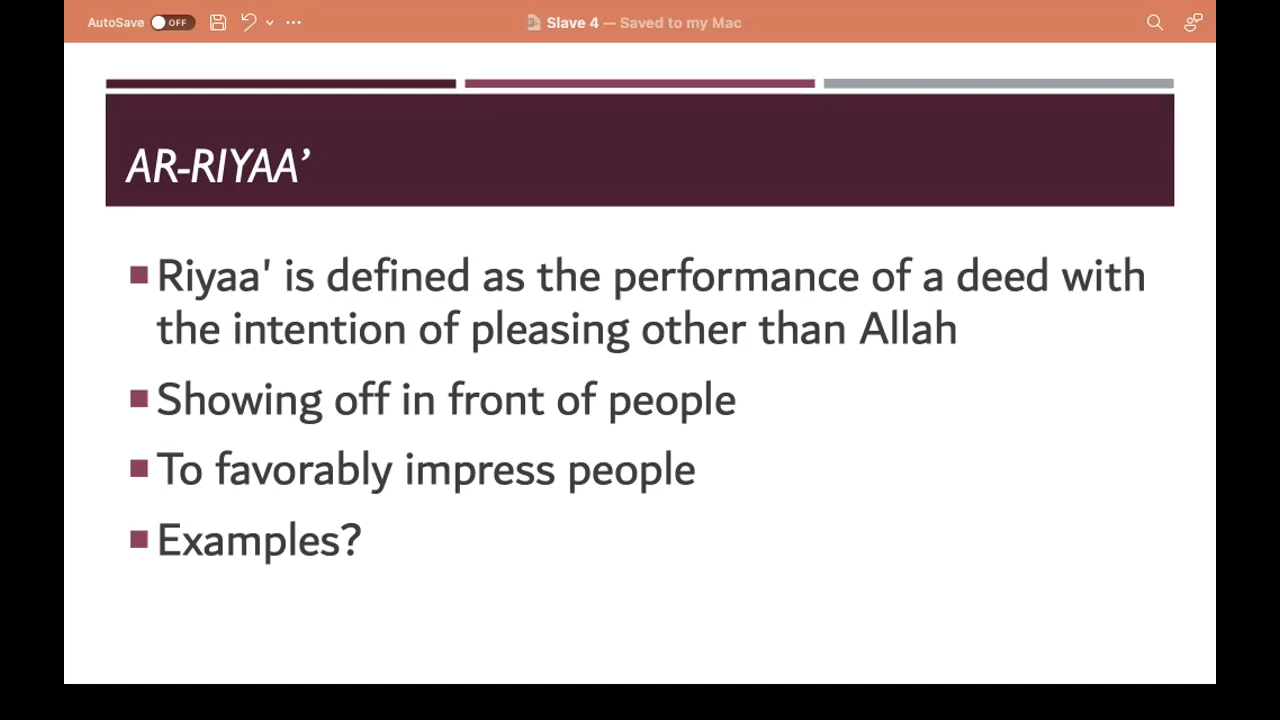 AutoSave OFF
Slave 4 — Saved to my Mac
AR-RIYAA’
Riyaa' is defined as the performance of a deed with
the intention of pleasing other than Allah
Showing off in front of people
To favorably impress people
Examples?